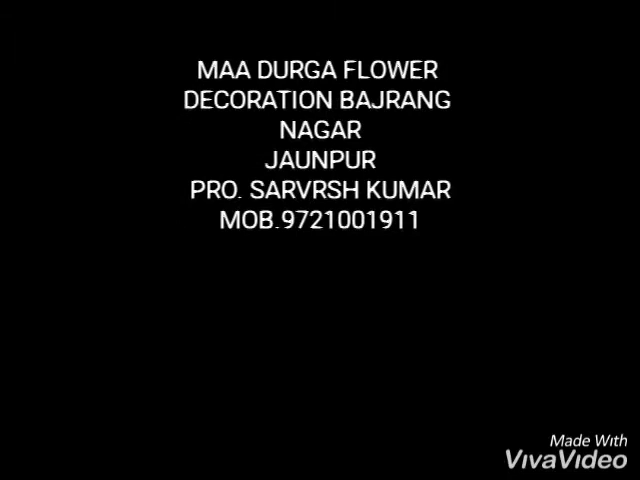 MAA DURGA FLOWER
DECORATION BAJRANG
NAGAR
JAUNPUR
PRO. SARVRSH KUMAR
MOB.9721001911
Made With
VivaVideo